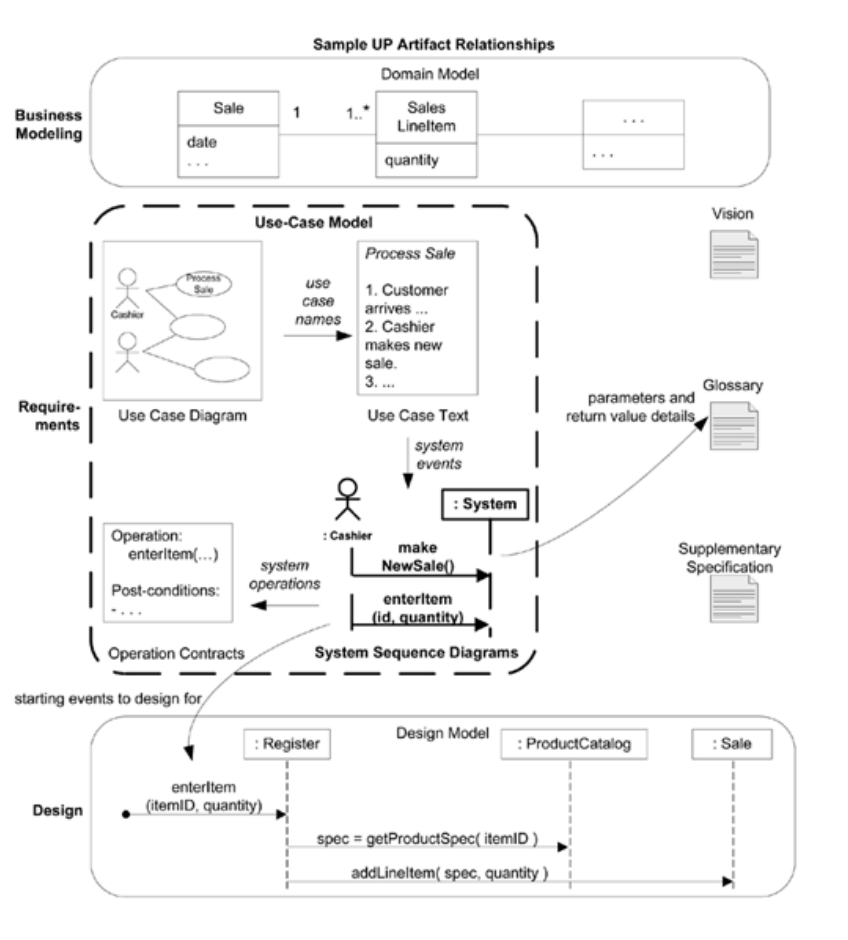 Sample UP Artifact Relationships
Domain Model
Business
Modeling
Sale
date
. . .
1
1..*
Sales
LineItem
quantity
. . .
. . .
Use-Case Model
Process
Sale
Cashier
Use Case Diagram
use
case
names
Process Sale
1. Customer
arrives ...
2. Cashier
makes new
sale.
3. ...
Use Case Text
Vision
Require-
ments
parameters and
return value details
Glossary
system
events
: Cashier
: System
make
NewSale()
enterItem
(id, quantity)
System Sequence Diagrams
system
operations
Operation:
enterItem(…)
Post-conditions:
- . . .
Operation Contracts
Supplementary
Specification
starting events to design for
Design Model
Design
: Register
: ProductCatalog
: Sale
enterItem
(itemID, quantity)
spec = getProductSpec( itemID )
addLineItem( spec, quantity )